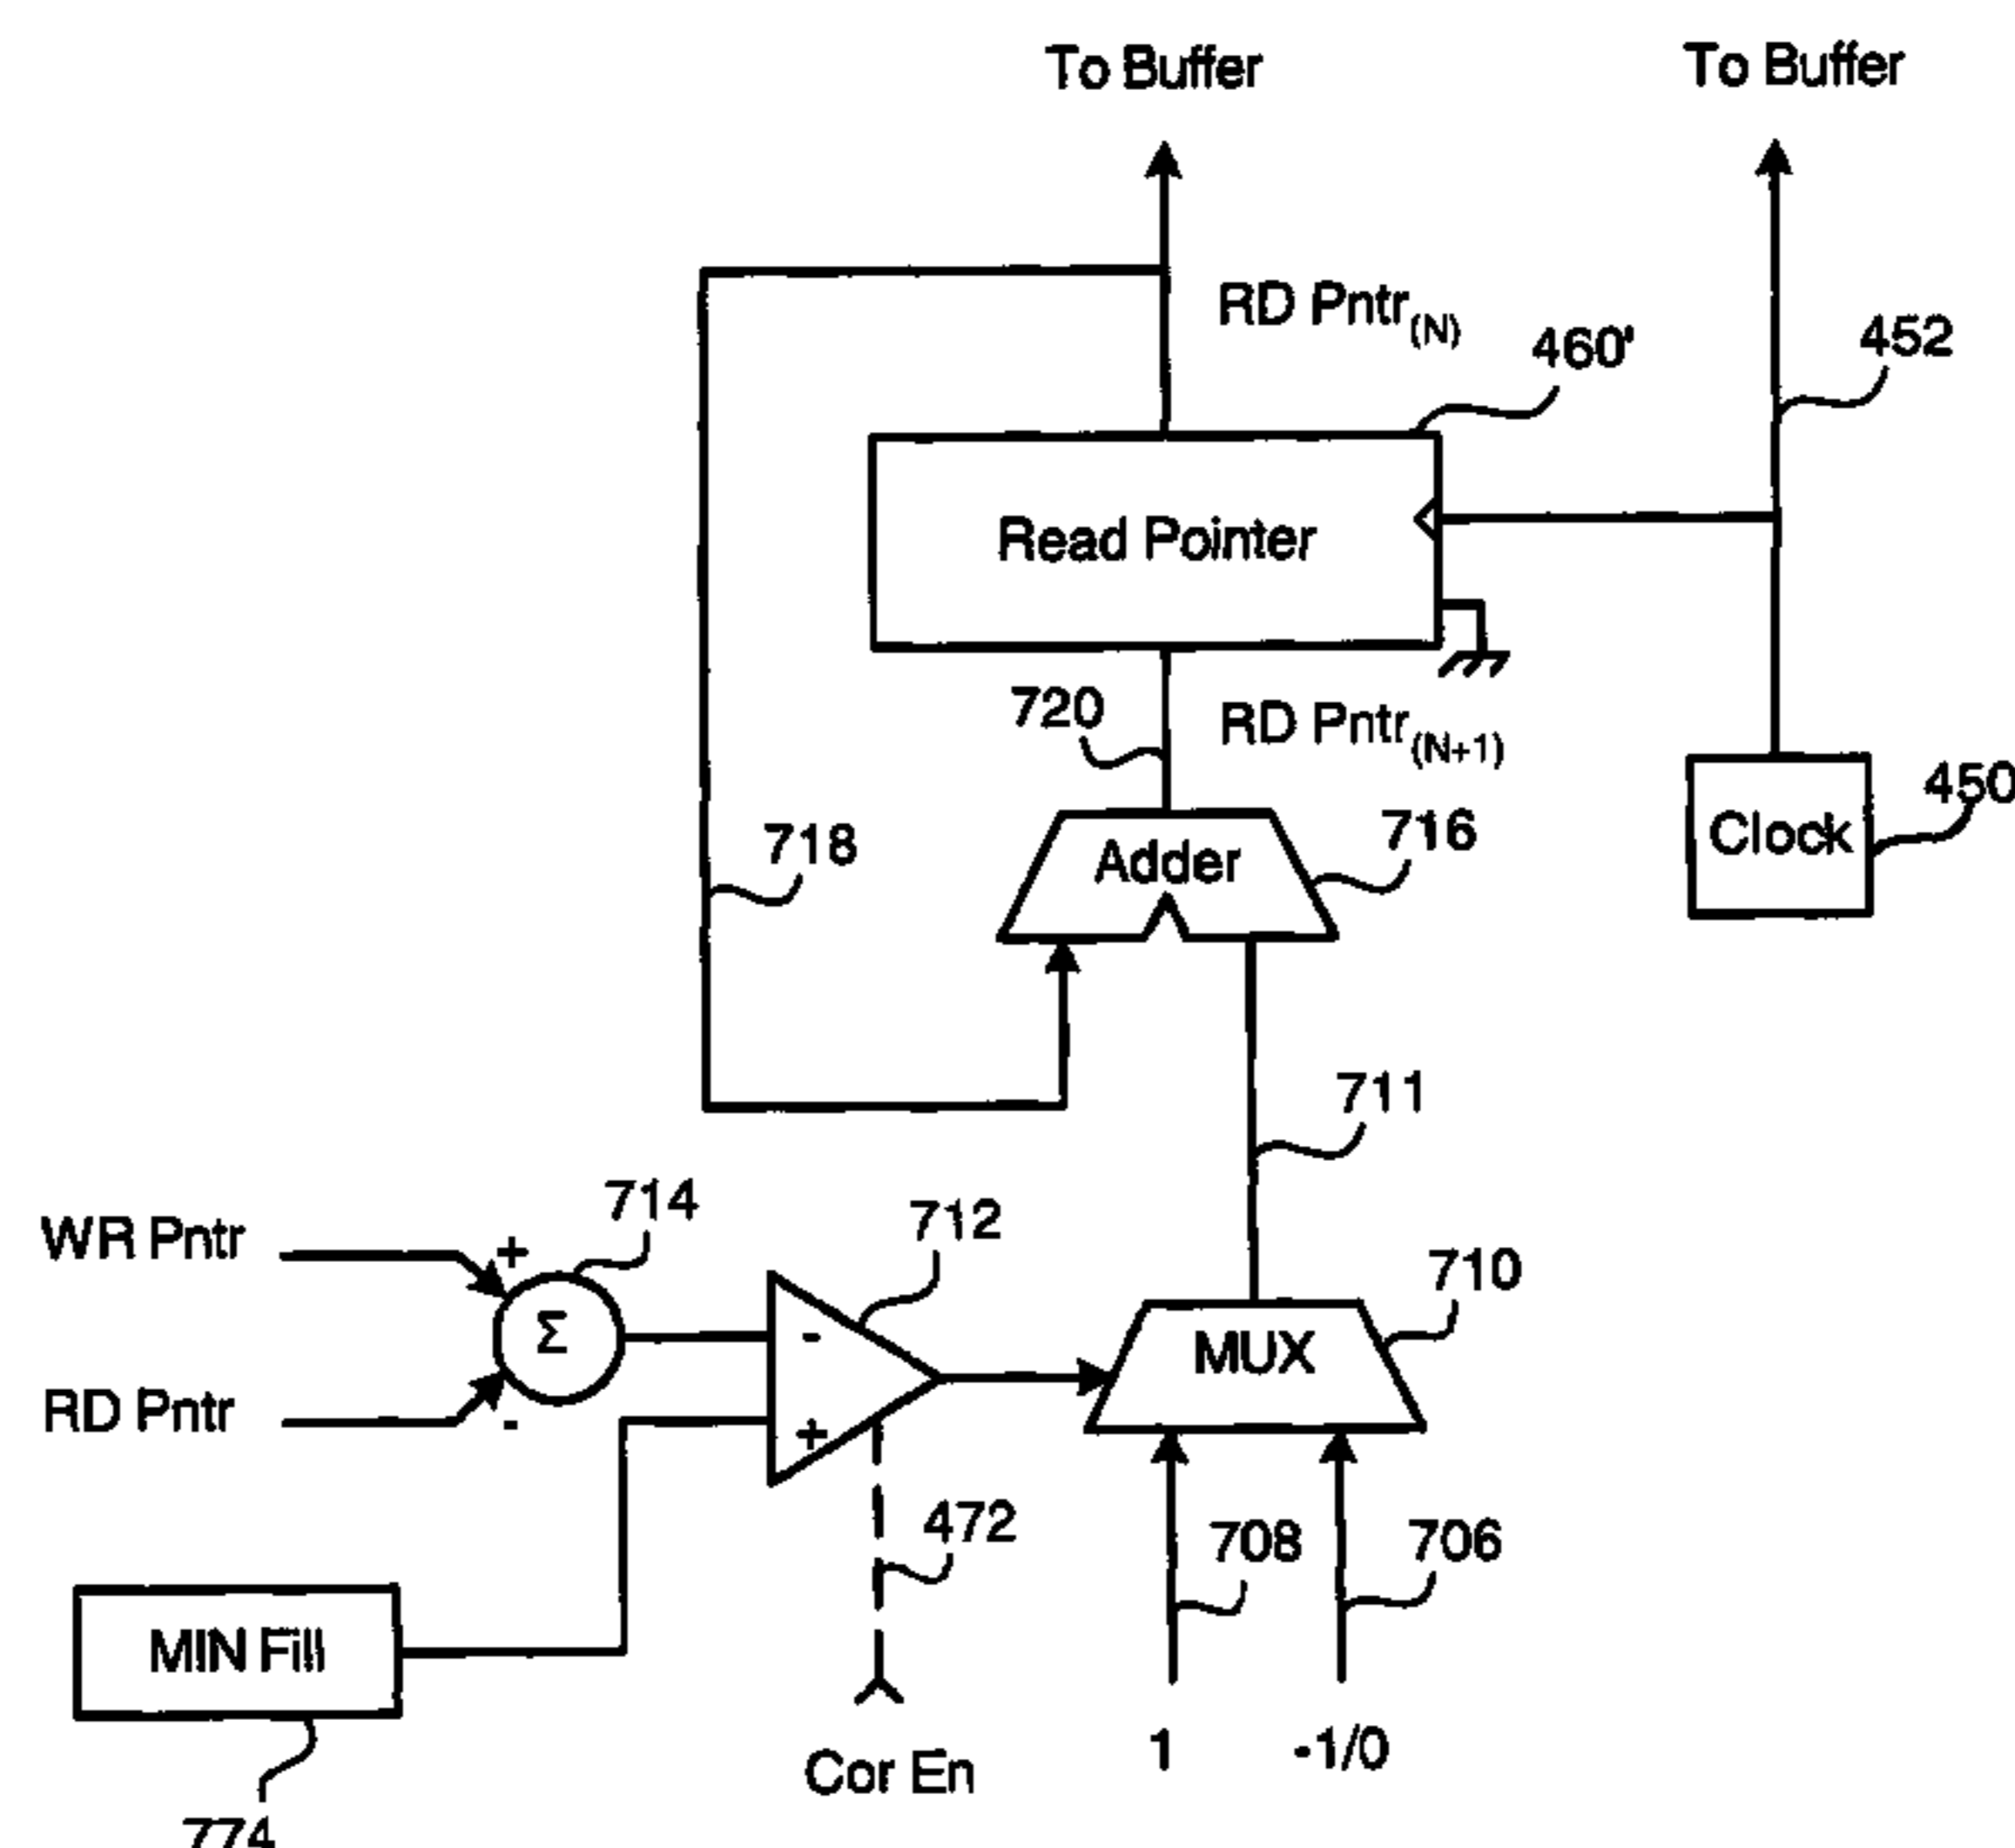 To Buffer
To Buffer
RD Pntr(N)
460'
452
Read Pointer
720
RD Pntr(N+1)
450
Clock
718
716
Adder
711
714
712
WR Pntr
+
710
Σ
-
MUX
RD Pntr
-
+
472
708
706
MIN Fill
1
-1/0
Cor En
774